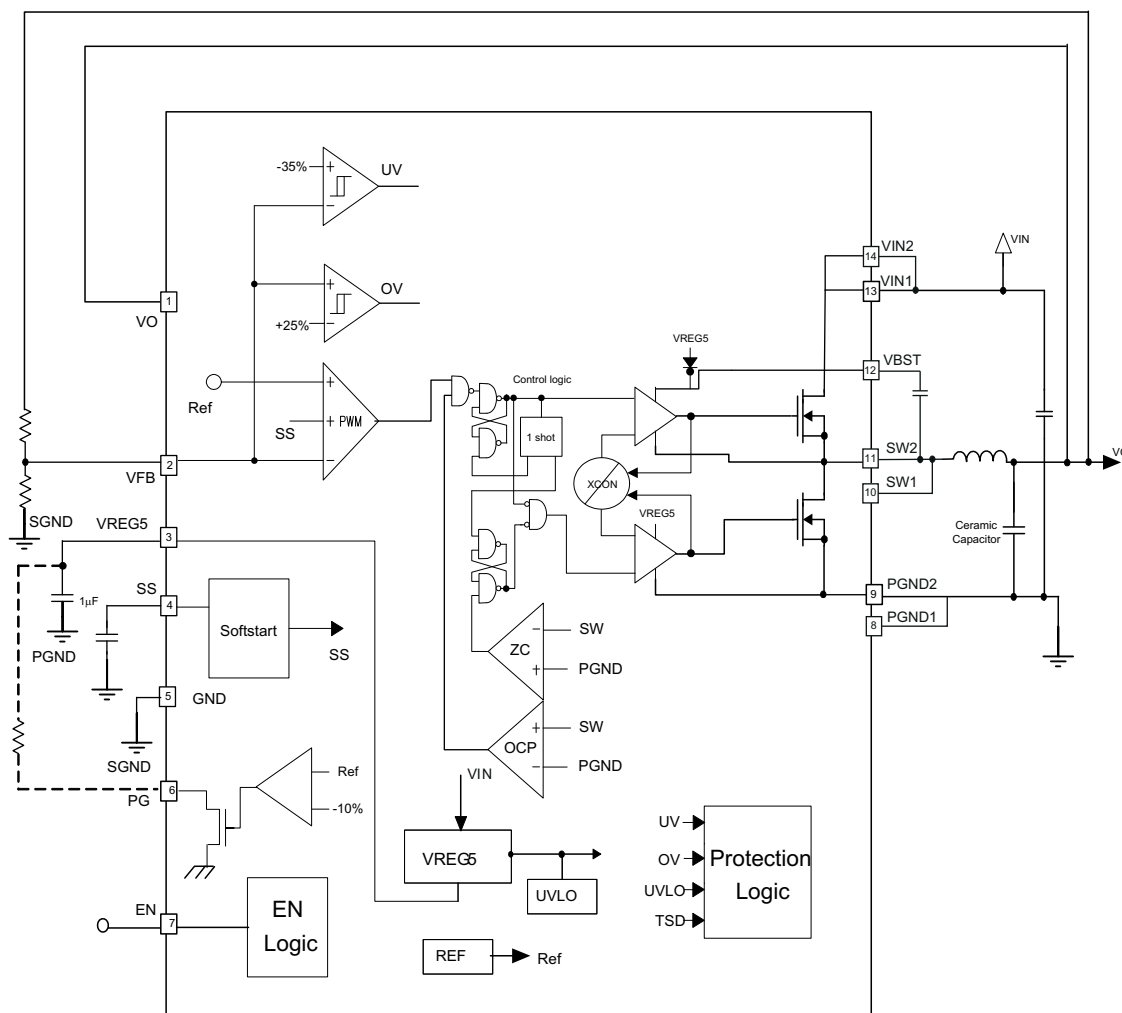 -35%
+
−
UV
+
OV
+25%
−
1
VO
Ref
+
SS
+
PWM
−
2
VFB
SGND
VREG5
3
1µF
PGND
SS
4
Softstart
SS
5
GND
SGND
PG
6
Ref
-10%
EN
7
EN
Logic
Control logic
1 shot
VREG5
XCON
VREG5
−
SW
ZC
+
PGND
+
SW
OCP
−
PGND
VIN
VREG5
UVLO
REF
Ref
UV
OV
UVLO
TSD
Protection
Logic
VIN2
14
VIN1
13
VIN
VBST
12
SW2
11
SW1
10
Ceramic
Capacitor
PGND2
9
PGND1
8